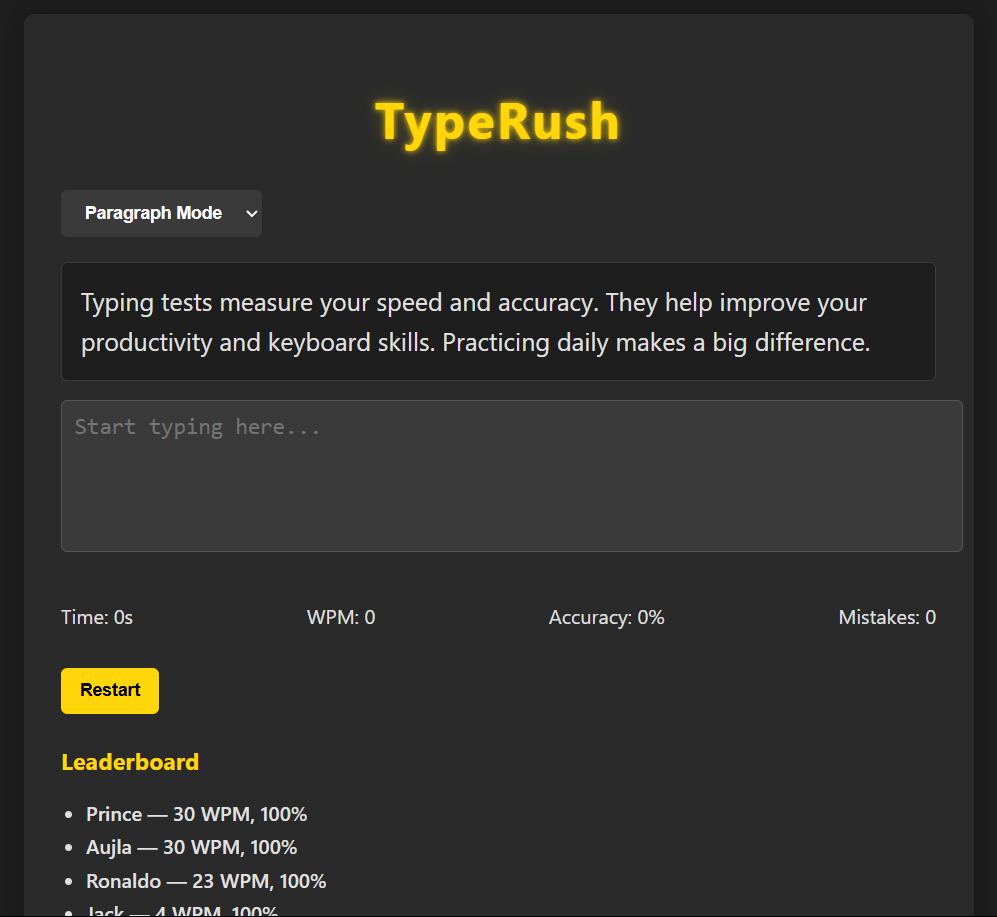 TypeRush
Paragraph Mode
Typing tests measure your speed and accuracy. They help improve your
productivity and keyboard skills. Practicing daily makes a big difference.
Start typing here...
Time: 0s WPM: 0 Accuracy: 0% Mistakes: 0
Restart
Leaderboard
• Prince — 30 WPM, 100%
• Aujla — 30 WPM, 100%
• Ronaldo — 23 WPM, 100%
• Jack — 4 WPM, 100%